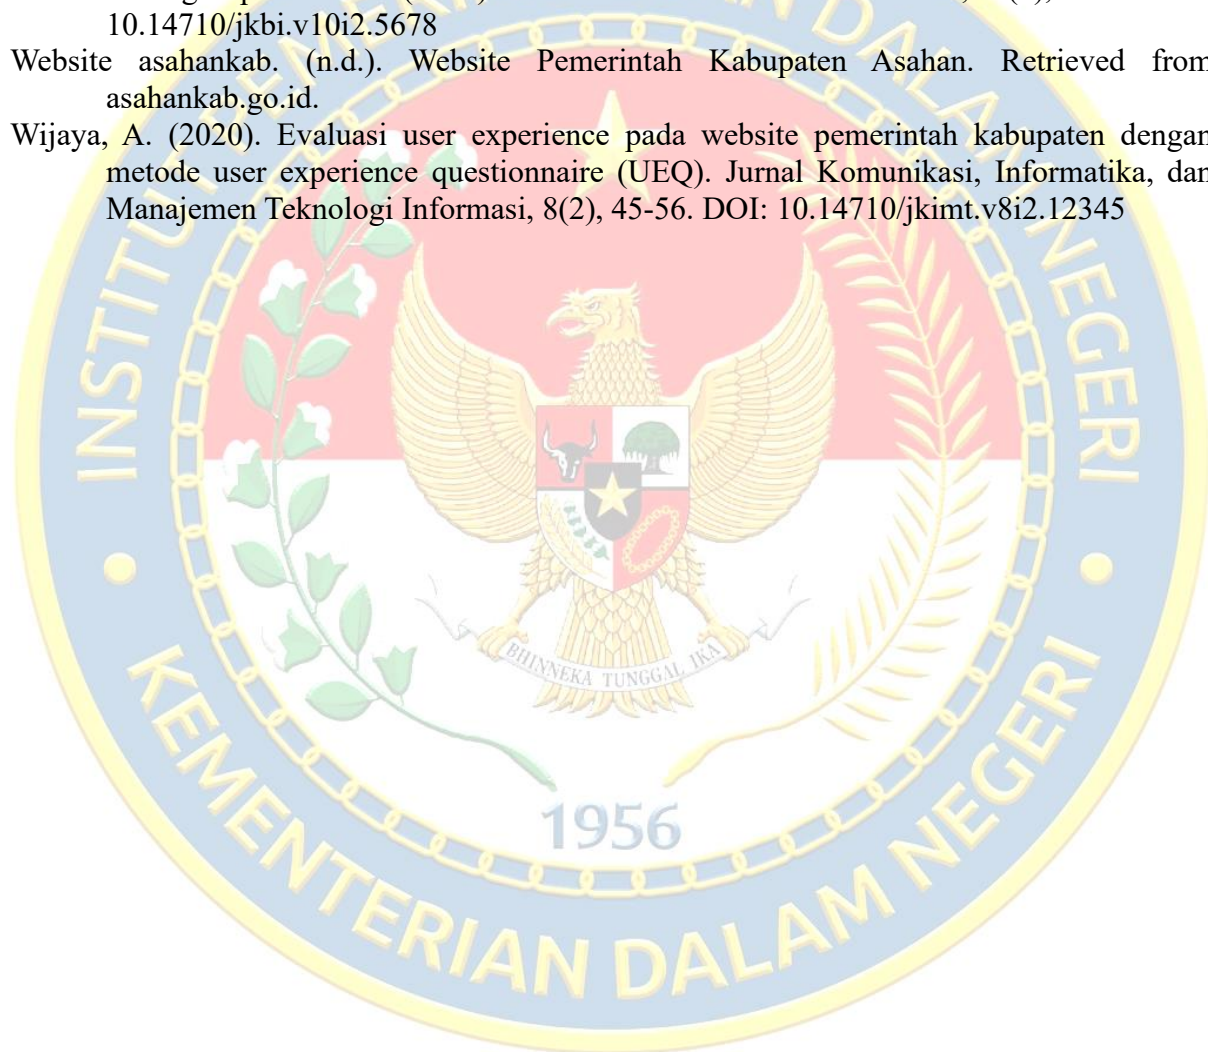 10.14710/jkbi.v10i2.5678
Website asahankab. (n.d.). Website Pemerintah Kabupaten Asahan. Retrieved from
asahankab.go.id.
Wijaya, A. (2020). Evaluasi user experience pada website pemerintah kabupaten dengan
metode user experience questionnaire (UEQ). Jurnal Komunikasi, Informatika, dan
Manajemen Teknologi Informasi, 8(2), 45-56. DOI: 10.14710/jkimt.v8i2.12345
INSTITUT PEMERINTAHAN DALAM NEGERI
BHINNEKA TUNGGAL IKA
1956
KEMENTERIAN DALAM NEGERI